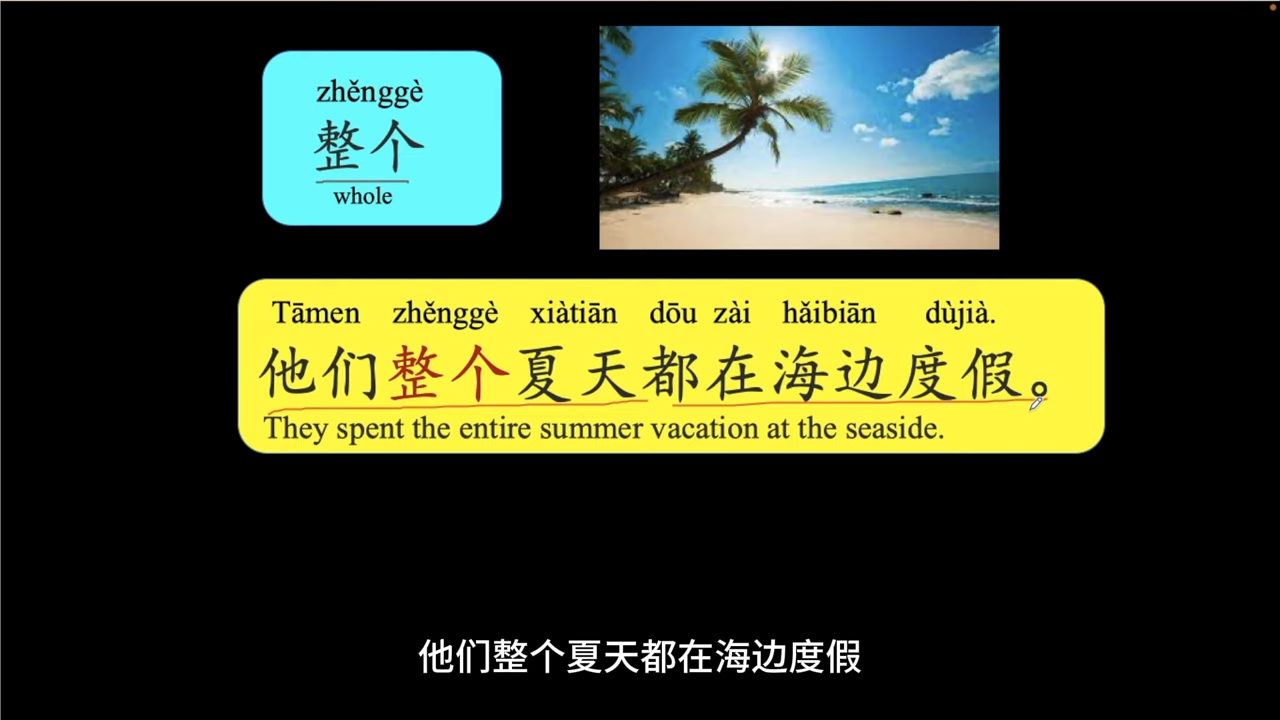 zhěnggè
整个
whole
Tāmen zhěnggè xiàtiān dōu zài hǎibiān dùjià.
他们整个夏天都在海边度假。
They spent the entire summer vacation at the seaside.
他们整个夏天都在海边度假